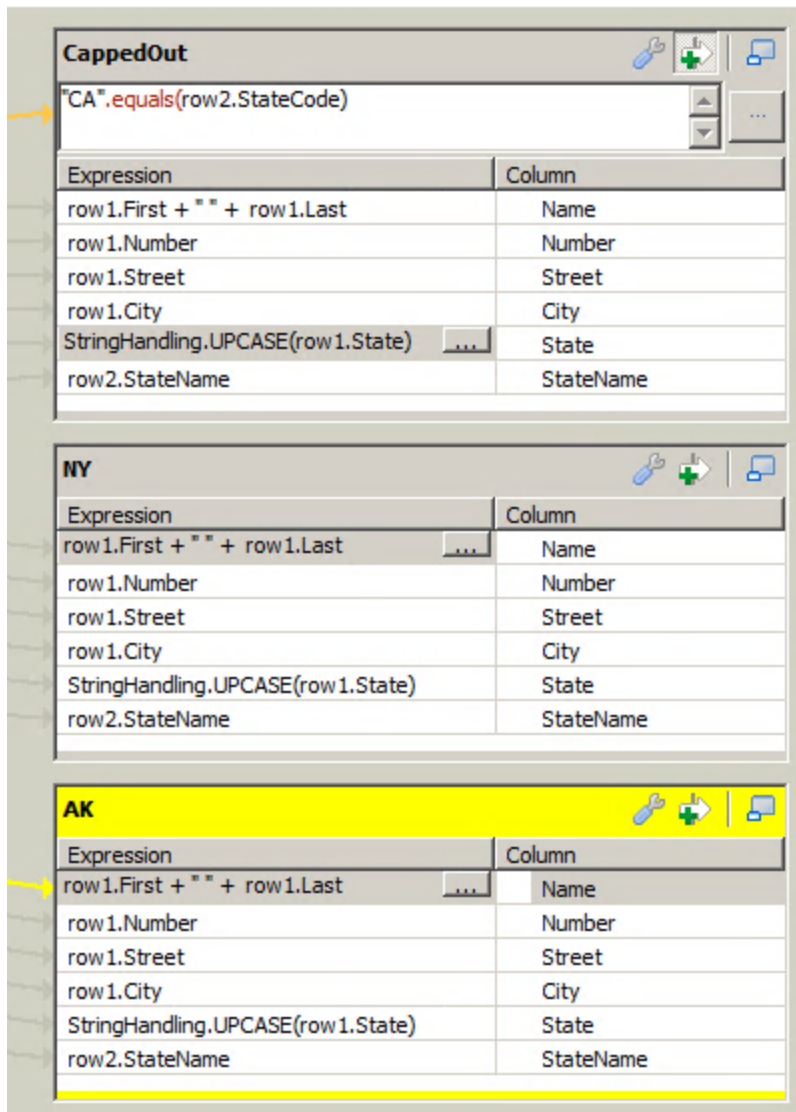 CappedOut
"CA".equals(row2.StateCode)
...
Expression Column
row1.First + " " + row1.Last Name
row1.Number Number
row1.Street Street
row1.City City
StringHandling.UPCASE(row1.State) ... State
row2.StateName StateName
NY
Expression Column
row1.First + " " + row1.Last ... Name
row1.Number Number
row1.Street Street
row1.City City
StringHandling.UPCASE(row1.State) State
row2.StateName StateName
AK
Expression Column
row1.First + " " + row1.Last ... Name
row1.Number Number
row1.Street Street
row1.City City
StringHandling.UPCASE(row1.State) State
row2.StateName StateName